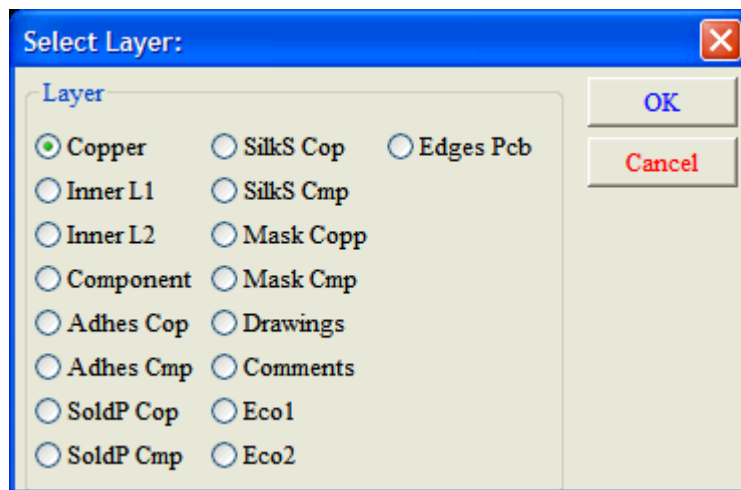 Select Layer:
Layer
OK
Copper SilkS Cop Edges Pcb
Cancel
Inner L1 SilkS Cmp
Inner L2 Mask Copp
Component Mask Cmp
Adhes Cop Drawings
Adhes Cmp Comments
SoldP Cop Eco1
SoldP Cmp Eco2